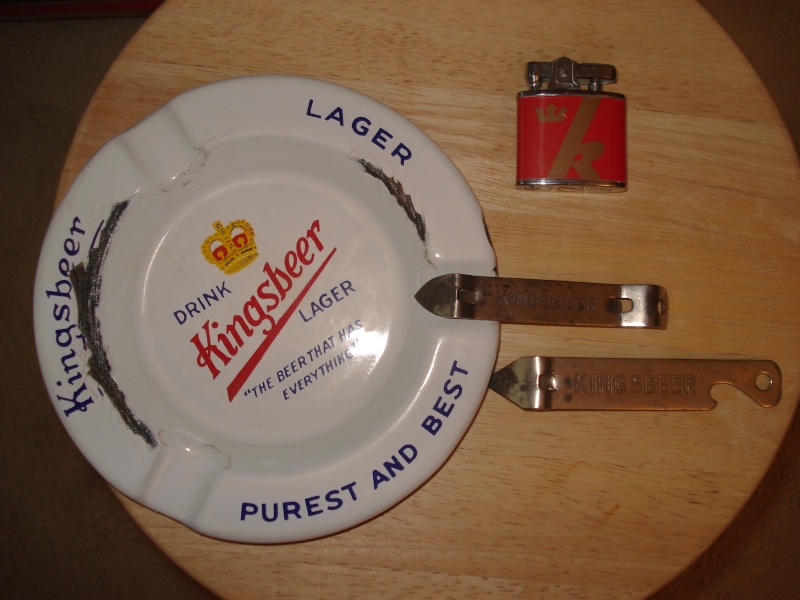 LAGER
Kingsbeer
DRINK
Kingsbeer
LAGER
"THE BEER THAT HAS
EVERYTHING"
PUREST AND BEST
k
KINGSBEER
KINGSBEER